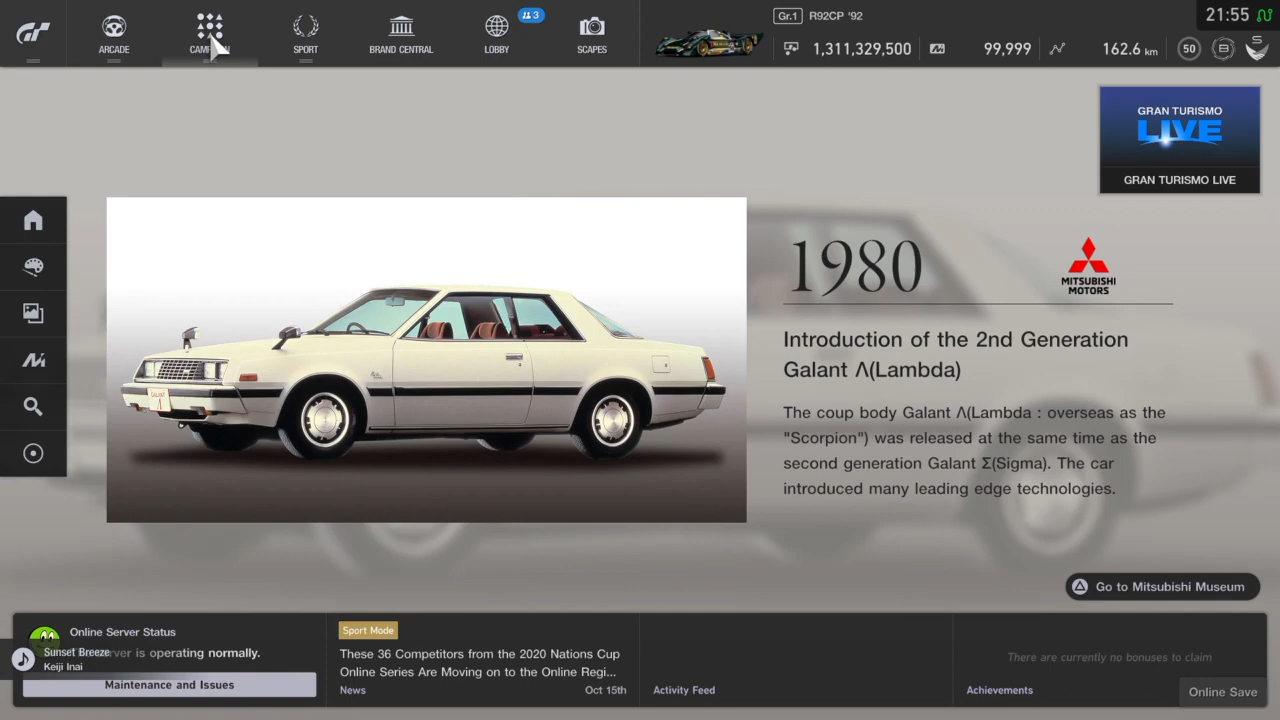 ARCADE
SPORT
BRAND CENTRAL
LOBBY
3
SCAPES
Gr.1 R92CP '92
1,311,329,500
99,999
162.6 km
50
B
S
21:55
GRAN TURISMO
LIVE
GRAN TURISMO LIVE
1980
MITSUBISHI
MOTORS
Introduction of the 2nd Generation
Galant Λ(Lambda)
The coup body Galant Λ(Lambda : overseas as the
"Scorpion") was released at the same time as the
second generation Galant Σ(Sigma). The car
introduced many leading edge technologies.
GALANT
Λ
Go to Mitsubishi Museum
Online Server Status
is operating normally.
Sunset Breeze
Keiji Inai
Maintenance and Issues
Sport Mode
These 36 Competitors from the 2020 Nations Cup
Online Series Are Moving on to the Online Regi...
News
Oct 15th
Activity Feed
There are currently no bonuses to claim
Achievements
Online Save